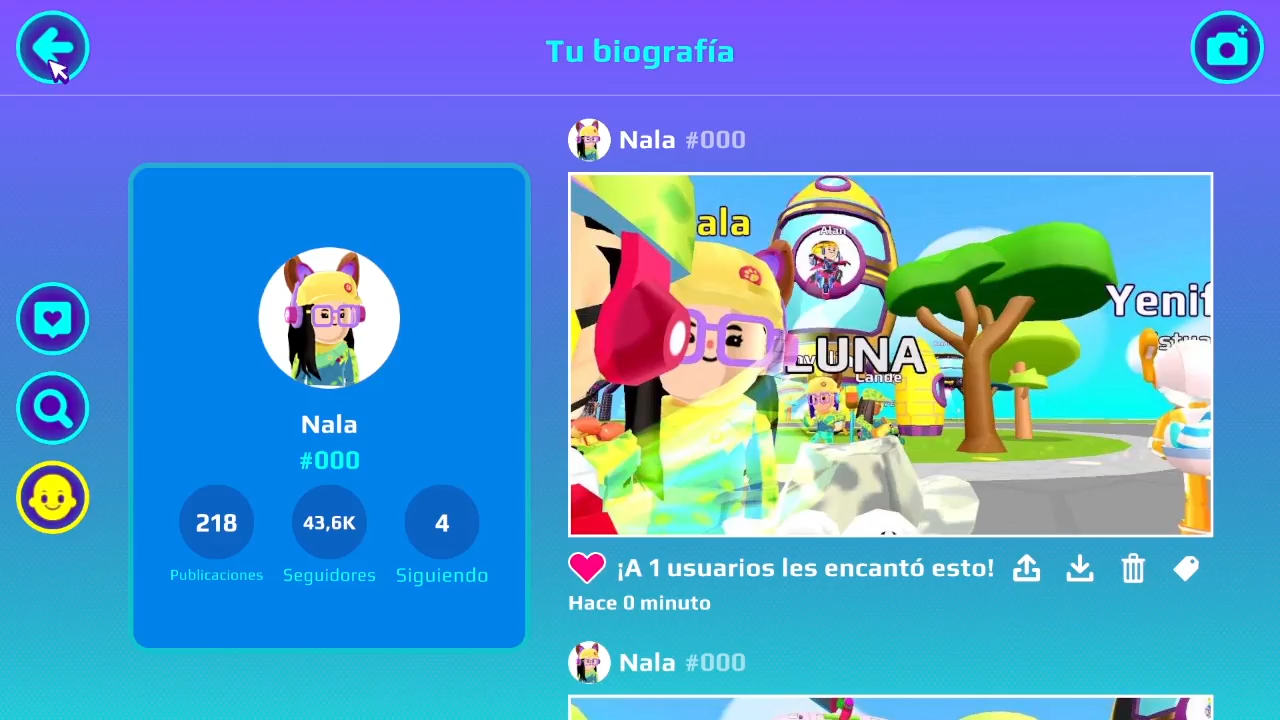 Tu biografía
Nala #000
ala
Alan
Yenif
LUNA
Cande
Nala
#000
218
43,6K
4
Publicaciones
Seguidores
Siguiendo
¡A 1 usuarios les encantó esto!
Hace 0 minuto
Nala #000